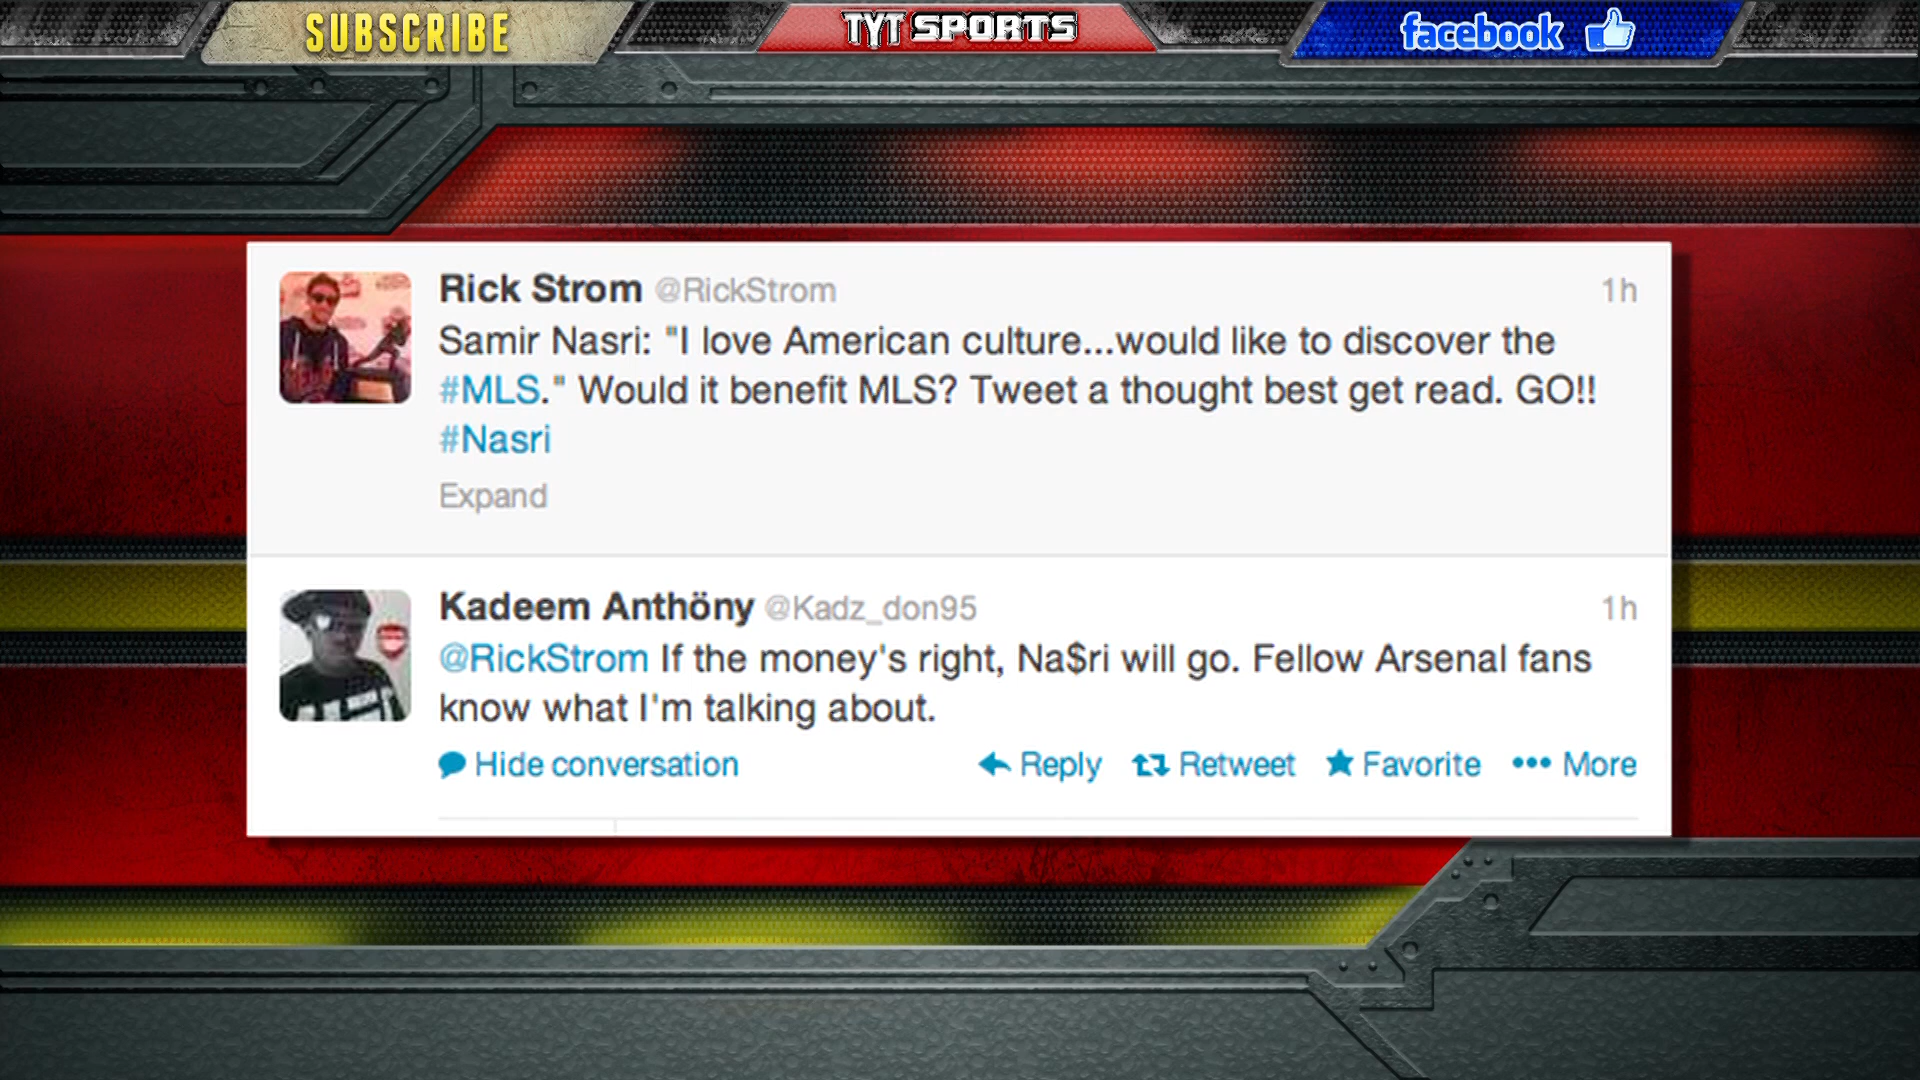 SUBSCRIBE
TYT SPORTS
facebook
Rick Strom @RickStrom 1h
Samir Nasri: "I love American culture...would like to discover the
#MLS." Would it benefit MLS? Tweet a thought best get read. GO!!
#Nasri
Expand
Kadeem Anthöny @Kadz_don95 1h
@RickStrom If the money's right, Na$ri will go. Fellow Arsenal fans
know what I'm talking about.
Hide conversation Reply Retweet Favorite More